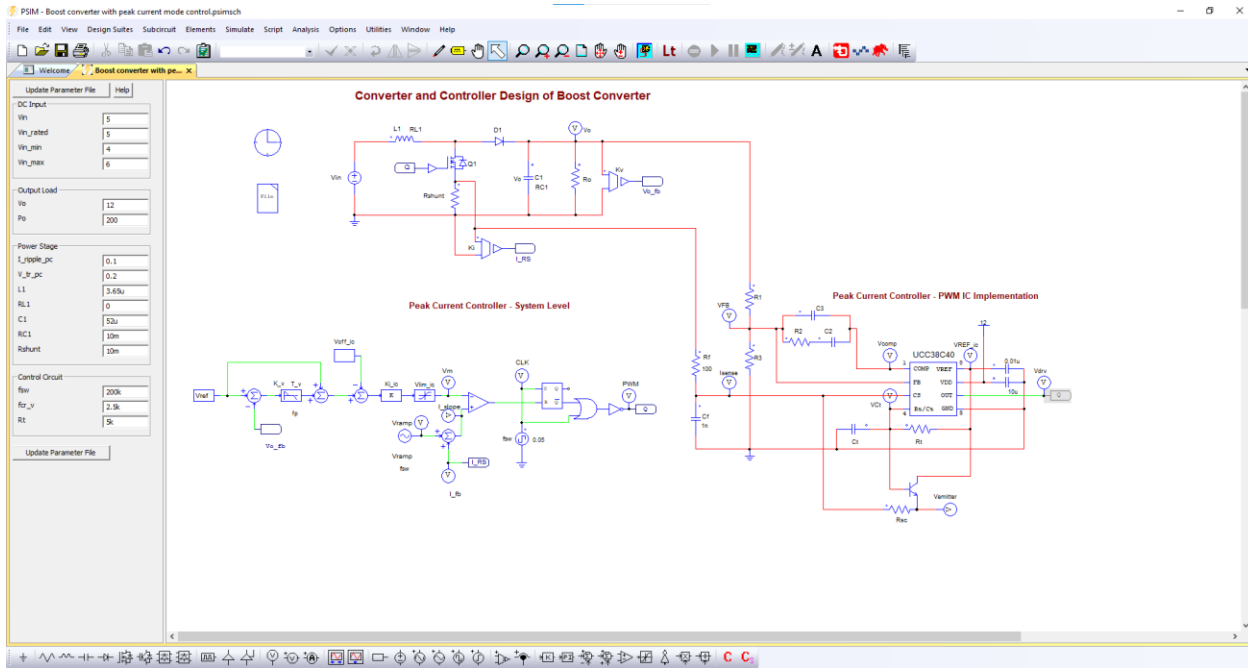 PSIM - Boost converter with peak current mode control.psimsch
File Edit View Design Suites Subcircuit Elements Simulate Script Analysis Options Utilities Window Help
Lt
A
Welcome
Boost converter with pe... X
Update Parameter File
Help
DC Input
Vin 5
Vin_rated 5
Vin_min 4
Vin_max 6
Output Load
Vo 12
Po 200
Power Stage
I_ripple_pc 0.1
V_tr_pc 0.2
L1 3.65u
RL1 0
C1 52u
RC1 10m
Rshunt 10m
Control Circuit
fsw 200k
fcr_v 2.5k
Rt 5k
Update Parameter File
Converter and Controller Design of Boost Converter
L1 RL1
D1
V Vo
Q
Q1
Vin
Vo
C1
RC1
Ro
Kv
Vo_fb
Rshunt
File
Ki
I_RS
Peak Current Controller - System Level
Voff_ic
Vref
K_v T_v
fp
Vo_fb
Ki_ic
K
Vlim_ic
Vm
V
I_slope
Vramp
V
Vramp
fsw
I_RS
V
I_fb
CLK
V
fsw
0.05
PWM
V
Q
Peak Current Controller - PWM IC Implementation
R1
VFB
V
R3
C3
R2 C2
Rf
100
Isense
V
Cf
1n
Vcomp
V
UCC38C40
VREF_ic
V
12
1 COMP VREF 8
FB VDD
CS OUT
4 Rt/Ct GND 5
0.01u
10u
Vdrv
V
Q
VCt
V
Ct
Rt
Vemitter
Rsc
C